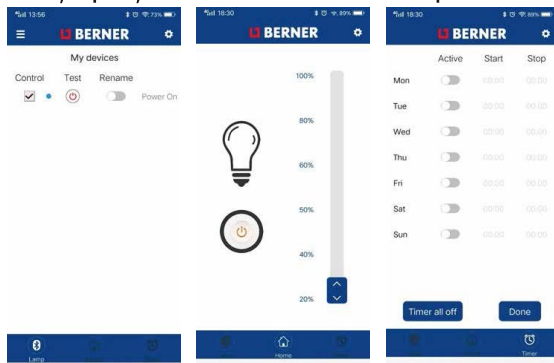 13:56
73%
BERNER
My devices
Control Test Rename
Power On
Lamp
18:30
89%
BERNER
100%
80%
60%
50%
40%
20%
Home
18:30
89%
BERNER
Active Start Stop
Mon 00:00 00:00
Tue 00:00 00:00
Wed 00:00 00:00
Thu 00:00 00:00
Fri 00:00 00:00
Sat 00:00 00:00
Sun 00:00 00:00
Timer all off Done
Timer